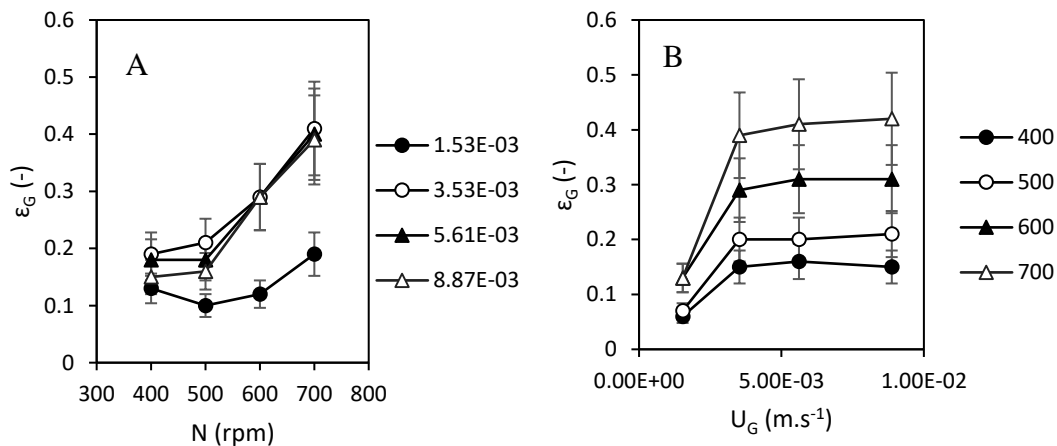 A
ε_G (-)
0.6
0.5
0.4
0.3
0.2
0.1
0
300 400 500 600 700 800
N (rpm)
1.53E-03
3.53E-03
5.61E-03
8.87E-03
B
ε_G (-)
0.6
0.5
0.4
0.3
0.2
0.1
0
0.00E+00 5.00E-03 1.00E-02
U_G (m.s⁻¹)
400
500
600
700